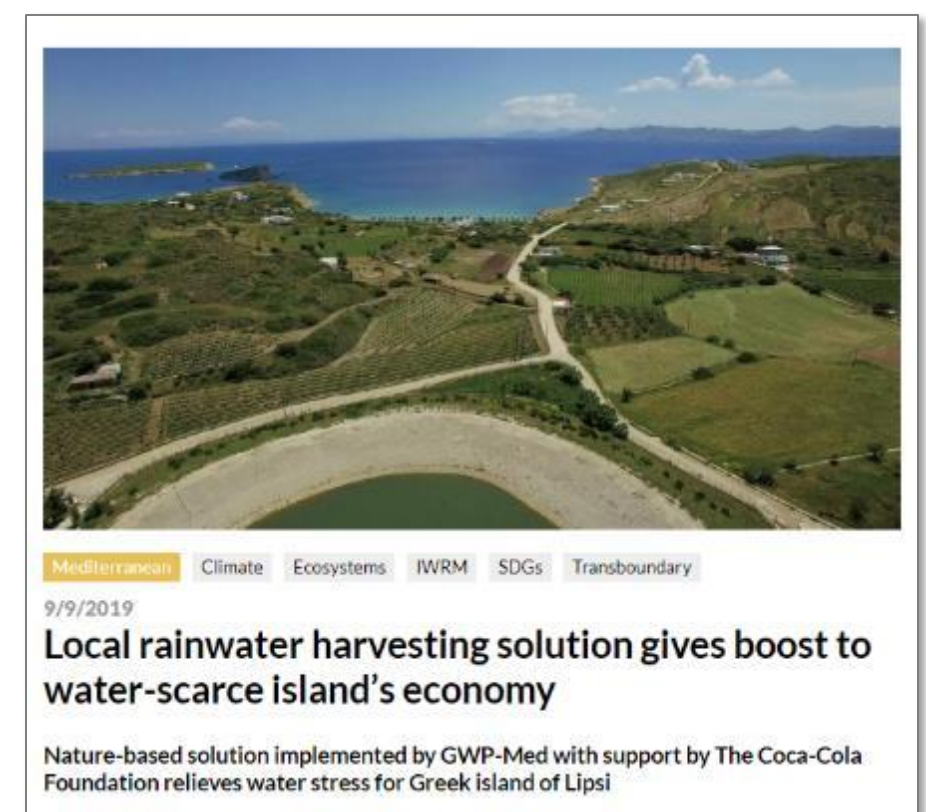 Mediterranean Climate Ecosystems IWRM SDGs Transboundary
9/9/2019
Local rainwater harvesting solution gives boost to
water-scarce island's economy
Nature-based solution implemented by GWP-Med with support by The Coca-Cola
Foundation relieves water stress for Greek island of Lipsi